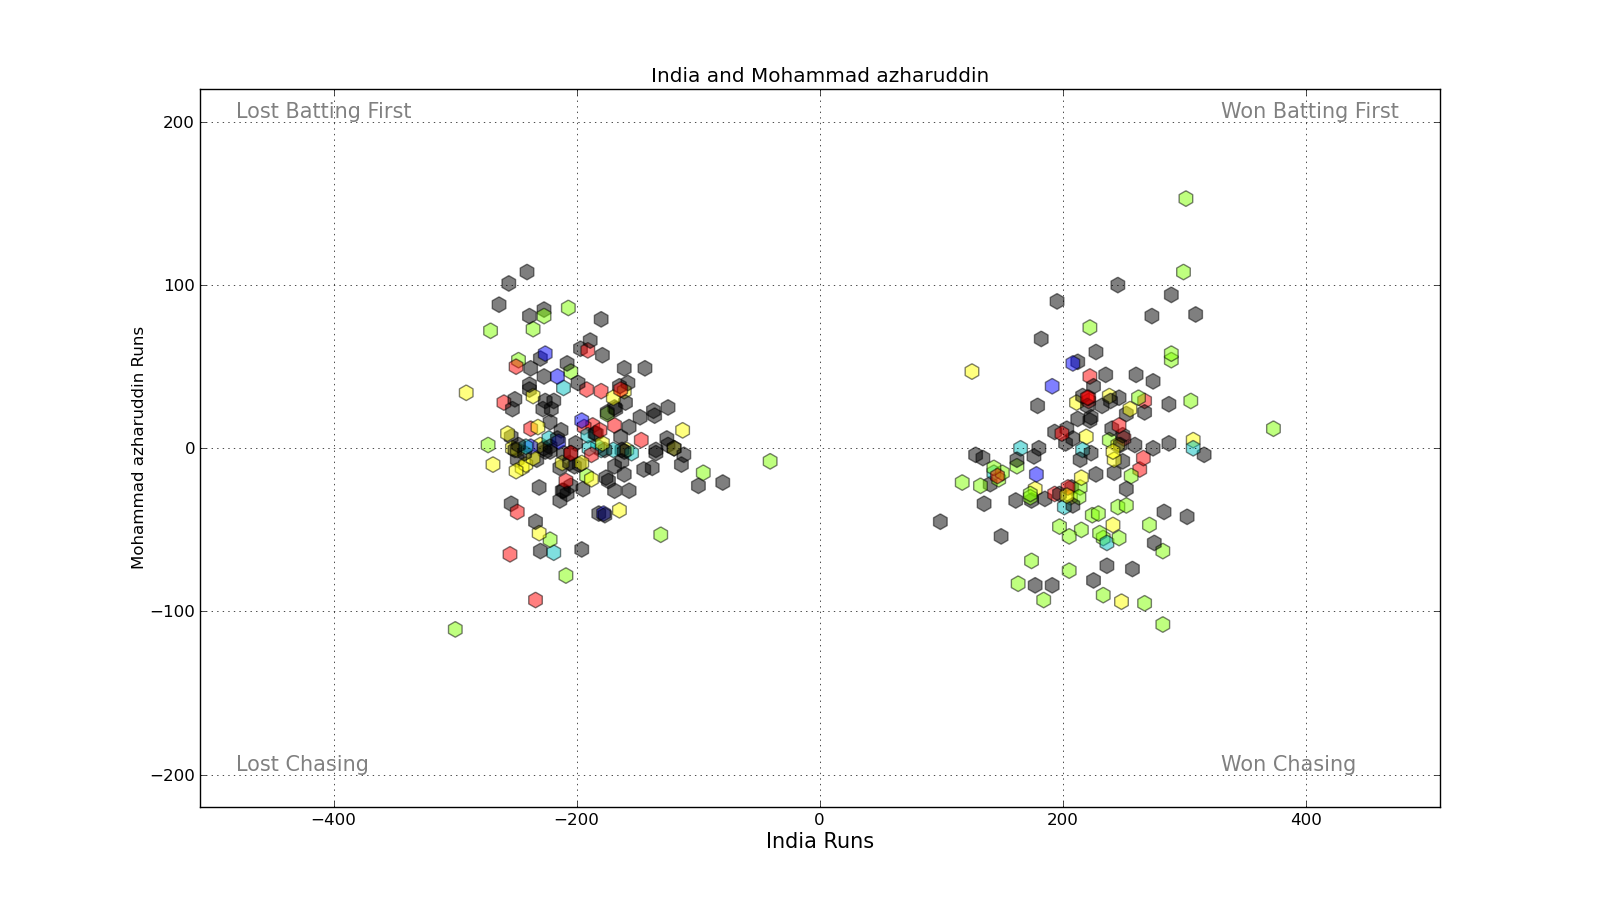 India and Mohammad azharuddin
Lost Batting First
Won Batting First
200
100
0
−100
−200
Mohammad azharuddin Runs
Lost Chasing
Won Chasing
−400
−200
0
200
400
India Runs